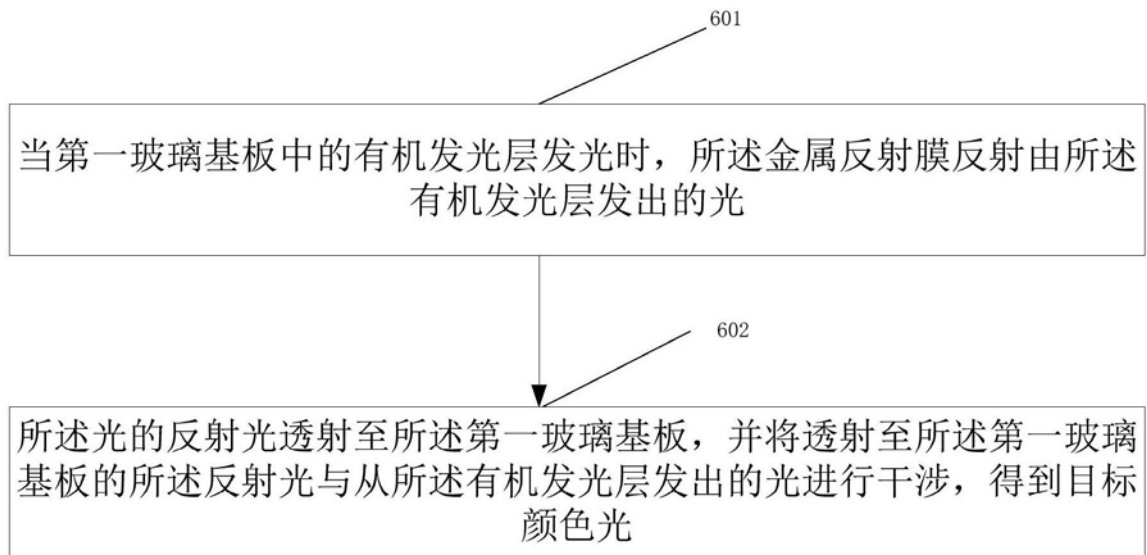 601
当第一玻璃基板中的有机发光层发光时，所述金属反射膜反射由所述
有机发光层发出的光
602
所述光的反射光透射至所述第一玻璃基板，并将透射至所述第一玻璃
基板的所述反射光与从所述有机发光层发出的光进行干涉，得到目标
颜色光